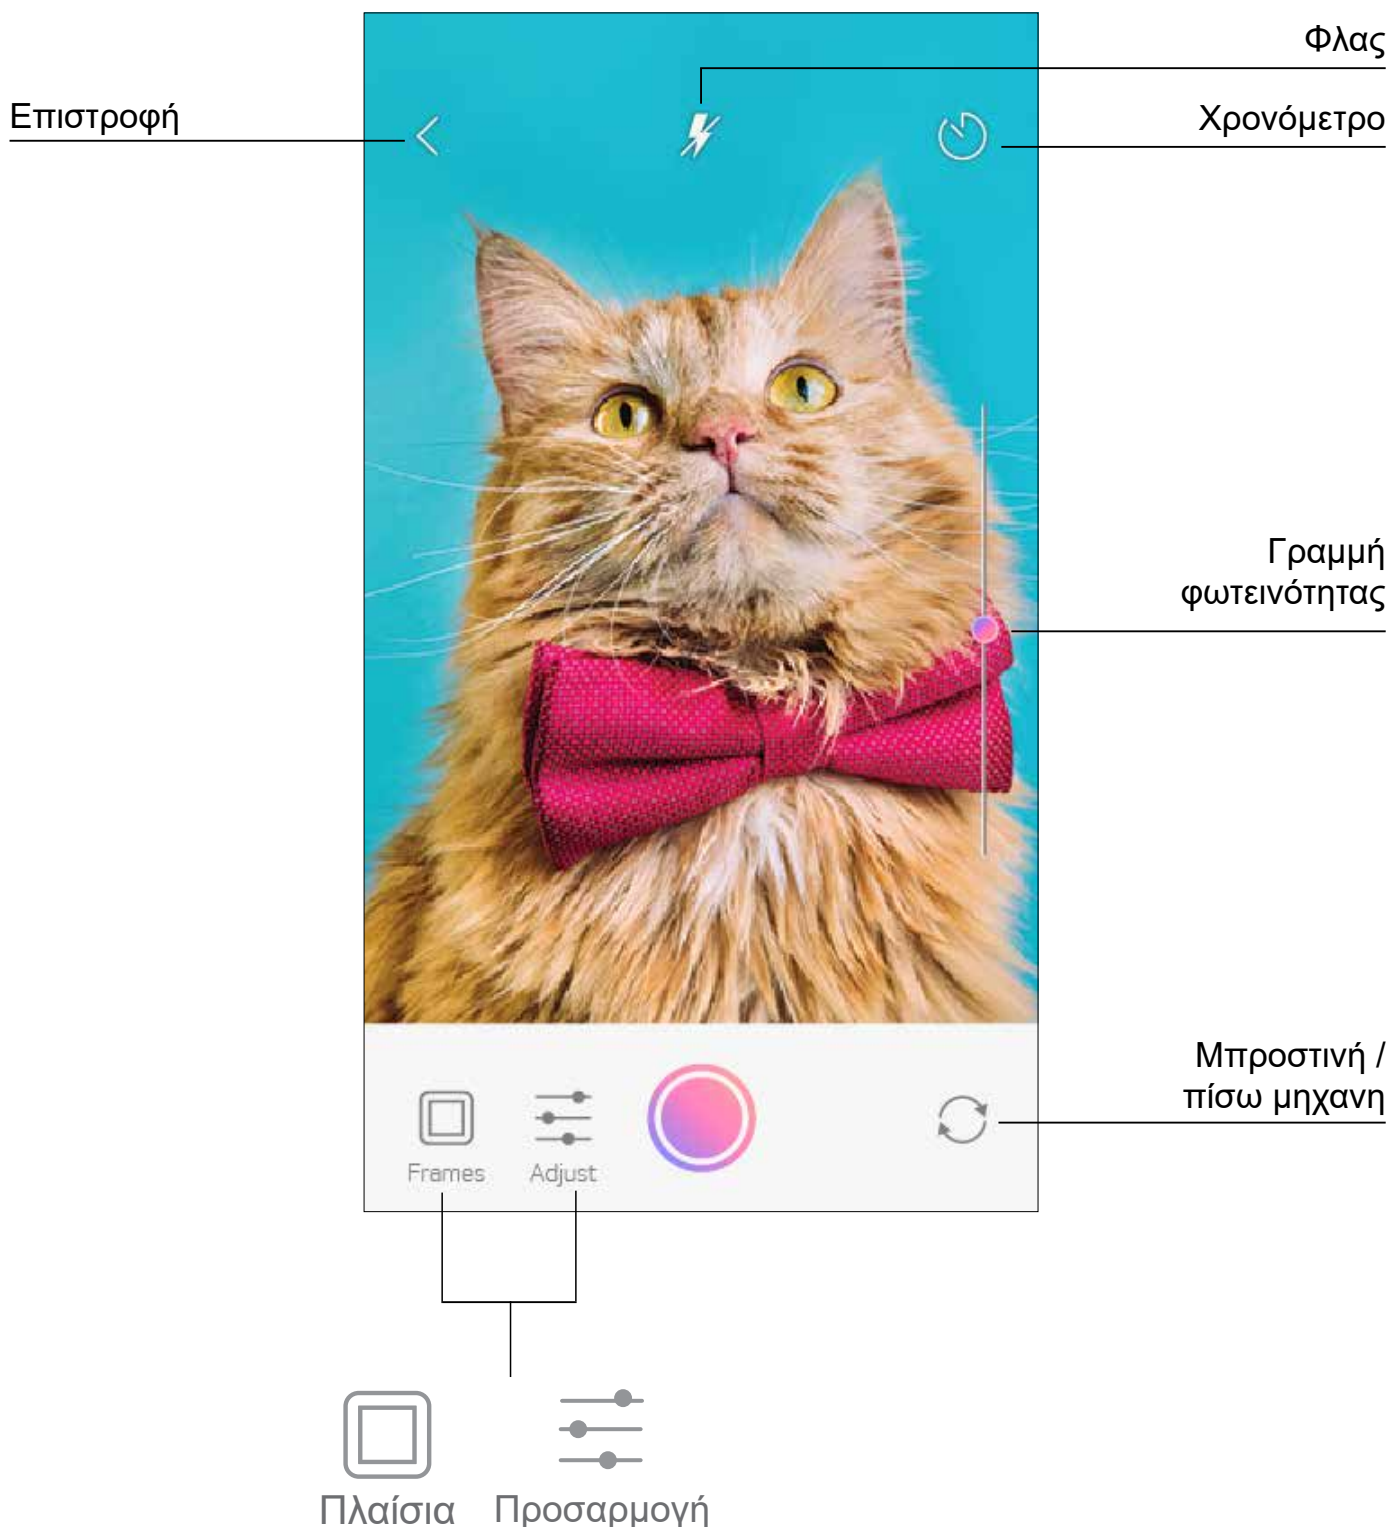 Φλας
Επιστροφή
Χρονόμετρο
Γραμμή
φωτεινότητας
Μπροστινή /
πίσω μηχανη
Frames Adjust
Πλαίσια Προσαρμογή